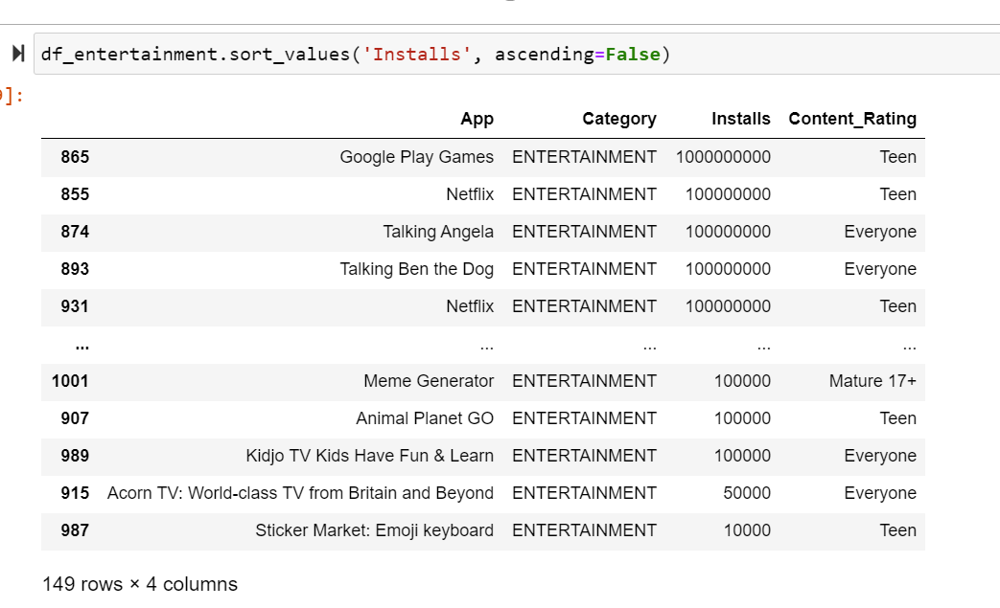 df_entertainment.sort_values('Installs', ascending=False)
]:
App Category Installs Content_Rating
865 Google Play Games ENTERTAINMENT 1000000000 Teen
855 Netflix ENTERTAINMENT 100000000 Teen
874 Talking Angela ENTERTAINMENT 100000000 Everyone
893 Talking Ben the Dog ENTERTAINMENT 100000000 Everyone
931 Netflix ENTERTAINMENT 100000000 Teen
... ... ... ... ...
1001 Meme Generator ENTERTAINMENT 100000 Mature 17+
907 Animal Planet GO ENTERTAINMENT 100000 Teen
989 Kidjo TV Kids Have Fun & Learn ENTERTAINMENT 100000 Everyone
915 Acorn TV: World-class TV from Britain and Beyond ENTERTAINMENT 50000 Everyone
987 Sticker Market: Emoji keyboard ENTERTAINMENT 10000 Teen
149 rows × 4 columns